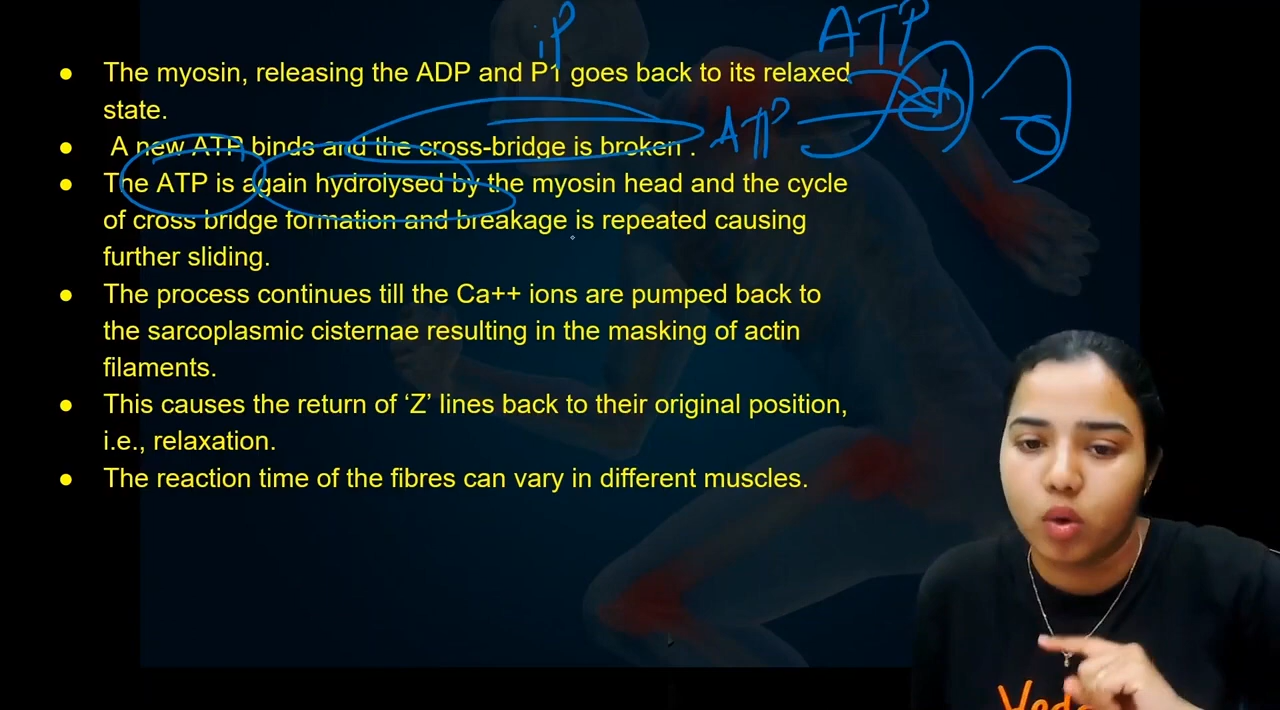 iP
ATP
● The myosin, releasing the ADP and P1 goes back to its relaxed
state.
● A new ATP binds and the cross-bridge is broken .
ATP
● The ATP is again hydrolysed by the myosin head and the cycle
of cross bridge formation and breakage is repeated causing
further sliding.
● The process continues till the Ca++ ions are pumped back to
the sarcoplasmic cisternae resulting in the masking of actin
filaments.
● This causes the return of ‘Z’ lines back to their original position,
i.e., relaxation.
● The reaction time of the fibres can vary in different muscles.